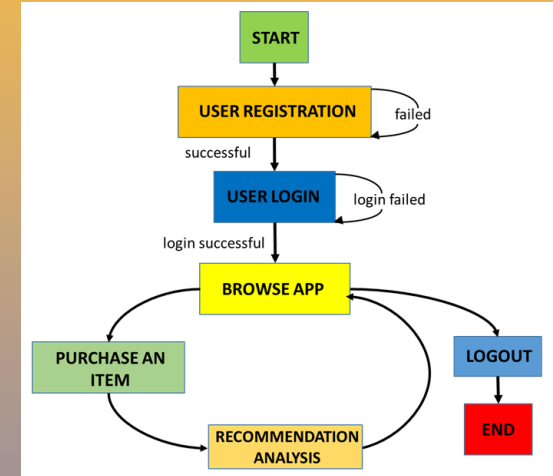 START
USER REGISTRATION
failed
successful
USER LOGIN
login failed
login successful
BROWSE APP
PURCHASE AN
ITEM
LOGOUT
RECOMMENDATION
ANALYSIS
END